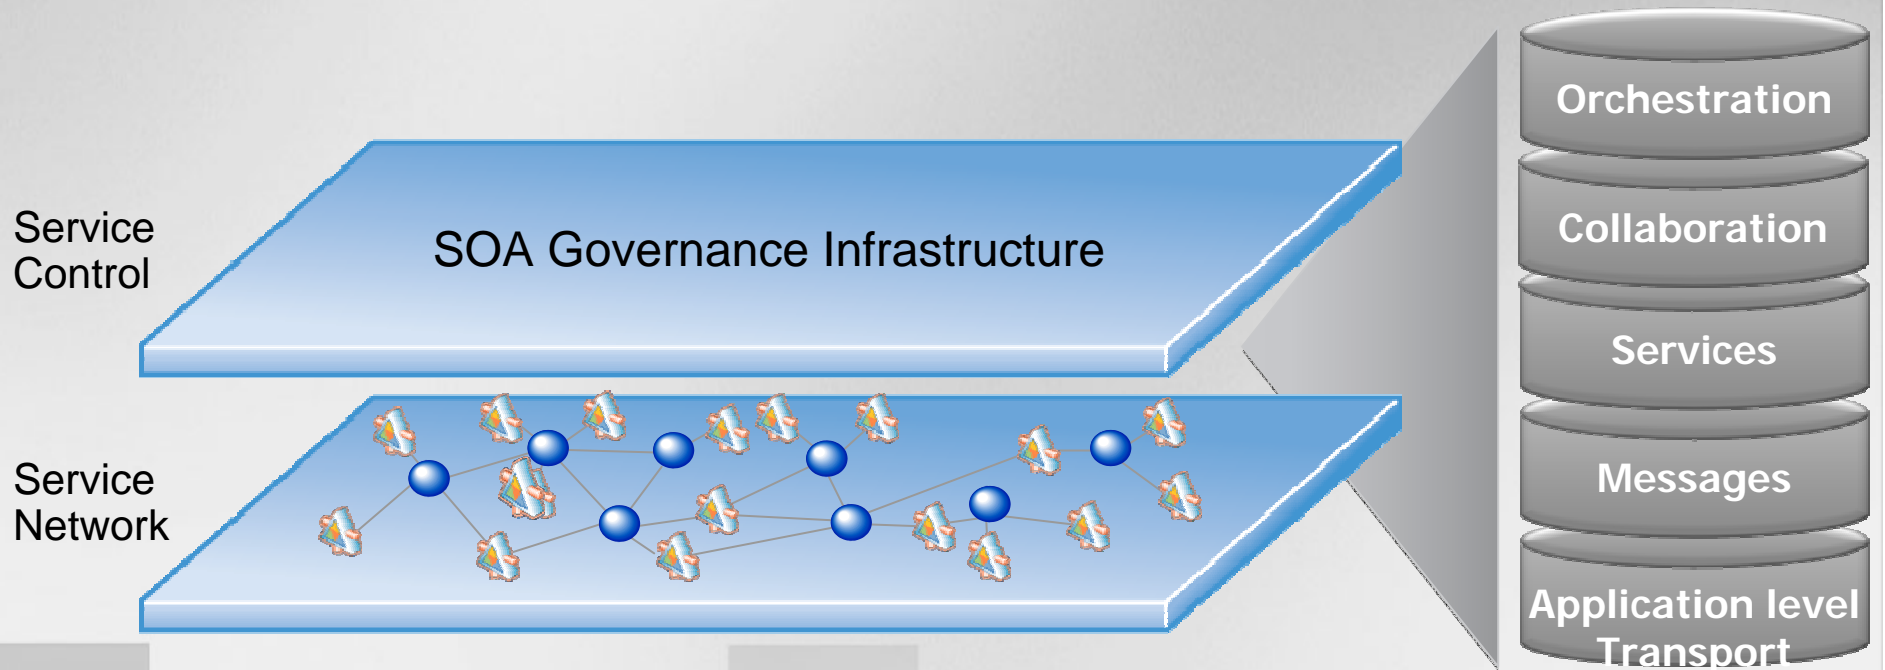 Service
Control
SOA Governance Infrastructure
Service
Network
Orchestration
Collaboration
Services
Messages
Application level
Transport